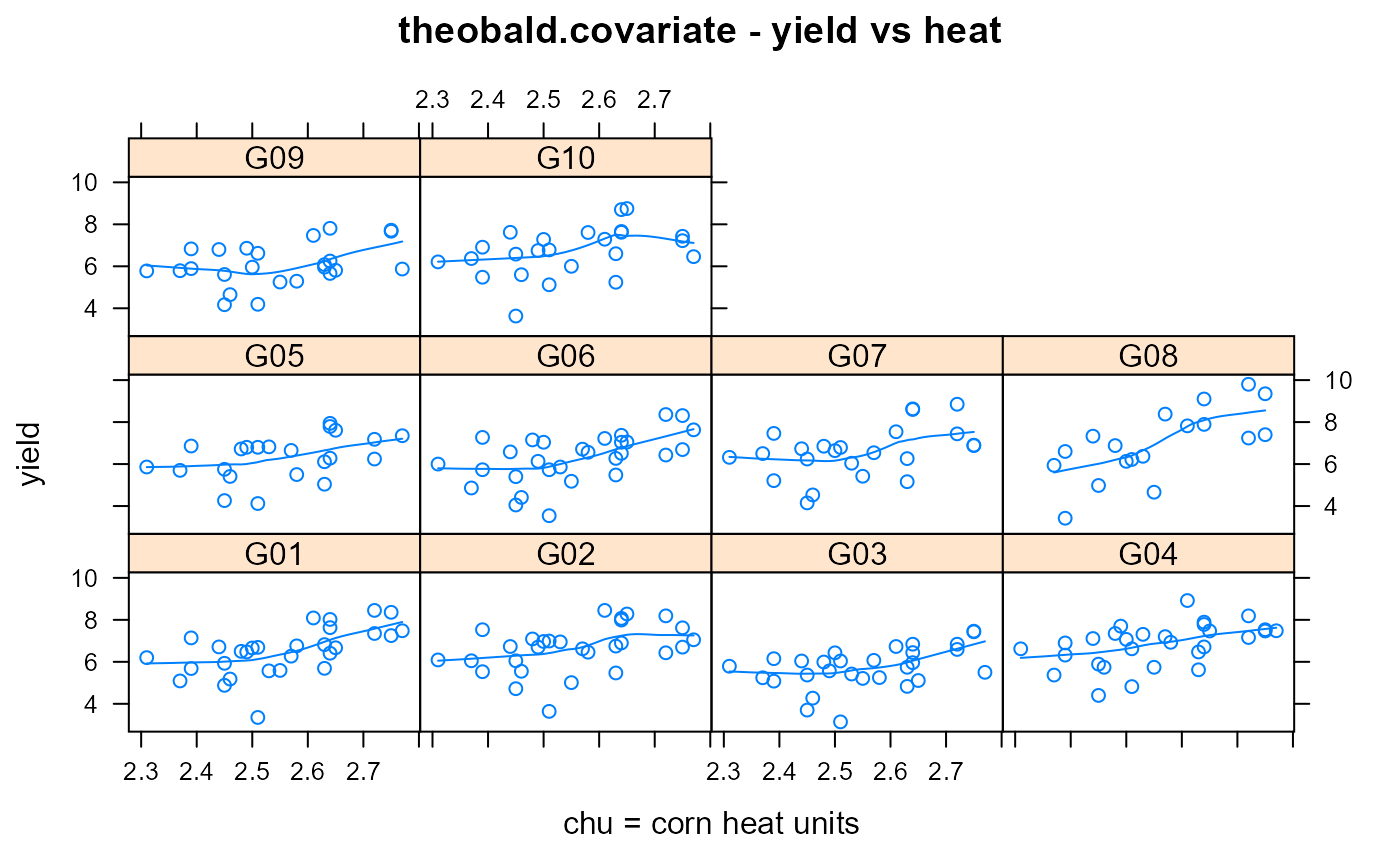 theobald.covariate - yield vs heat
2.3 2.4 2.5 2.6 2.7
G09 G10
10
8
6
4
G05 G06 G07 G08
10
8
6
4
yield
G01 G02 G03 G04
10
8
6
4
2.3 2.4 2.5 2.6 2.7 2.3 2.4 2.5 2.6 2.7
chu = corn heat units